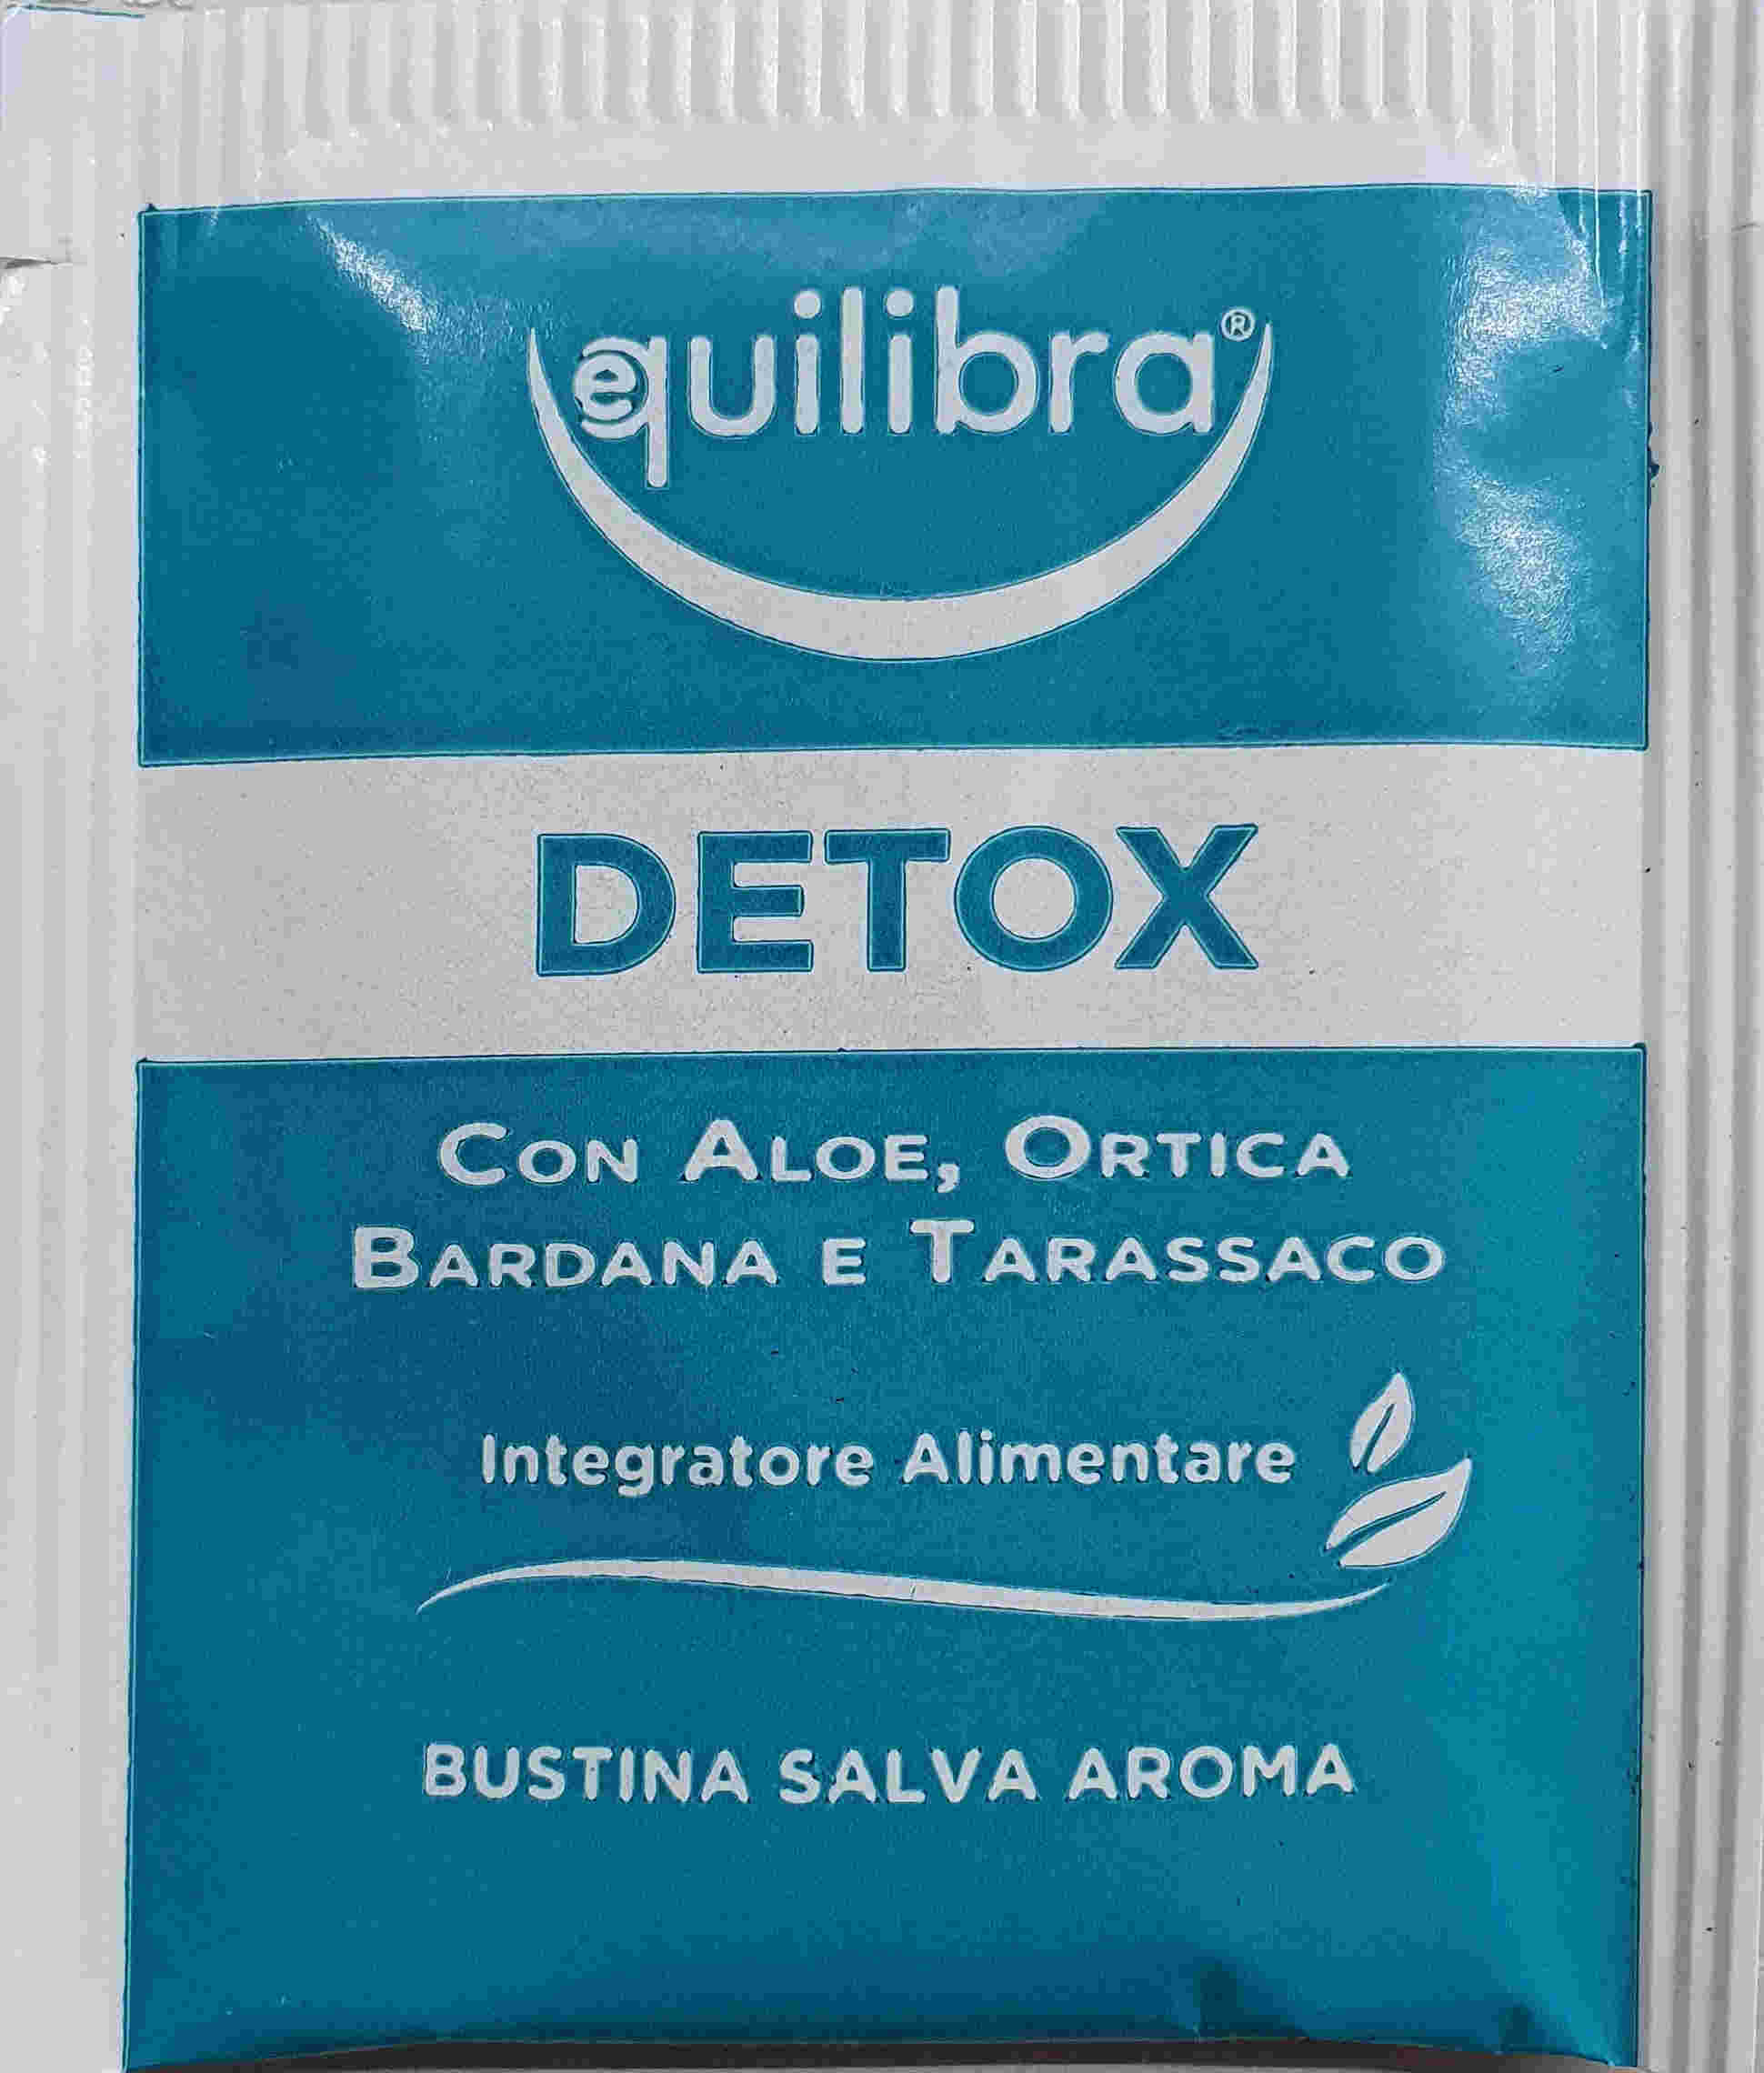 equilibra®
DETOX
CON ALOE, ORTICA
BARDANA E TARASSACO
Integratore Alimentare
BUSTINA SALVA AROMA